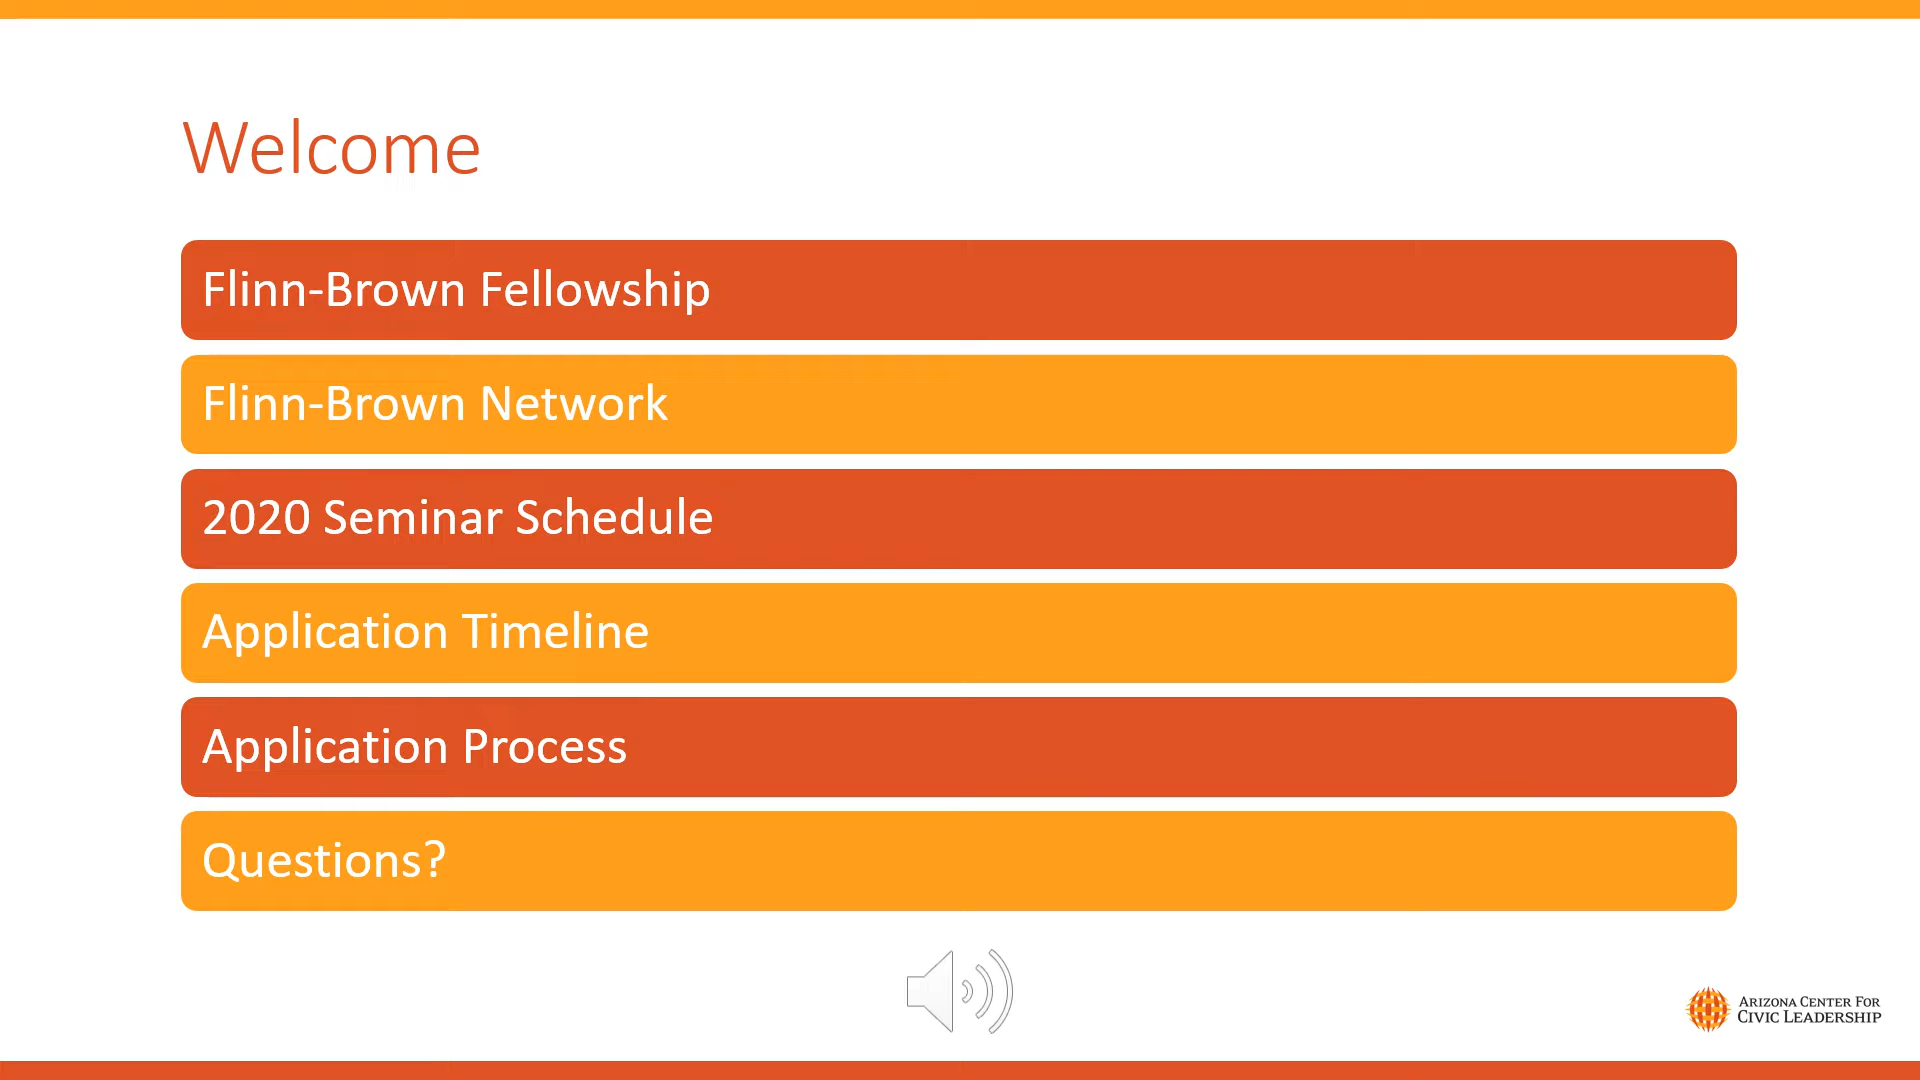 Welcome
Flinn-Brown Fellowship
Flinn-Brown Network
2020 Seminar Schedule
Application Timeline
Application Process
Questions?
Arizona Center For
Civic Leadership